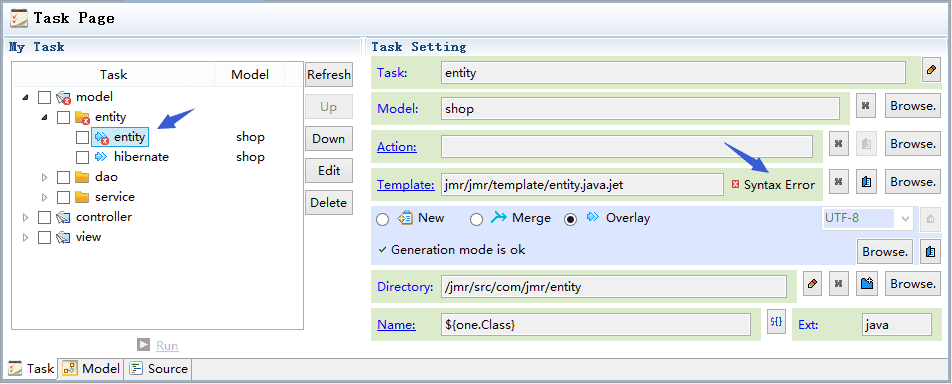 Task Page
My Task
Task Model
model
entity
entity shop
hibernate shop
dao
service
controller
view
Refresh
Up
Down
Edit
Delete
Run
Task Setting
Task: entity
Model: shop Browse.
Action: Browse.
Template: jmr/jmr/template/entity.java.jet Syntax Error Browse.
New Merge Overlay UTF-8
Generation mode is ok Browse.
Directory: /jmr/src/com/jmr/entity Browse.
Name: ${one.Class} ${} Ext: java
Task Model Source